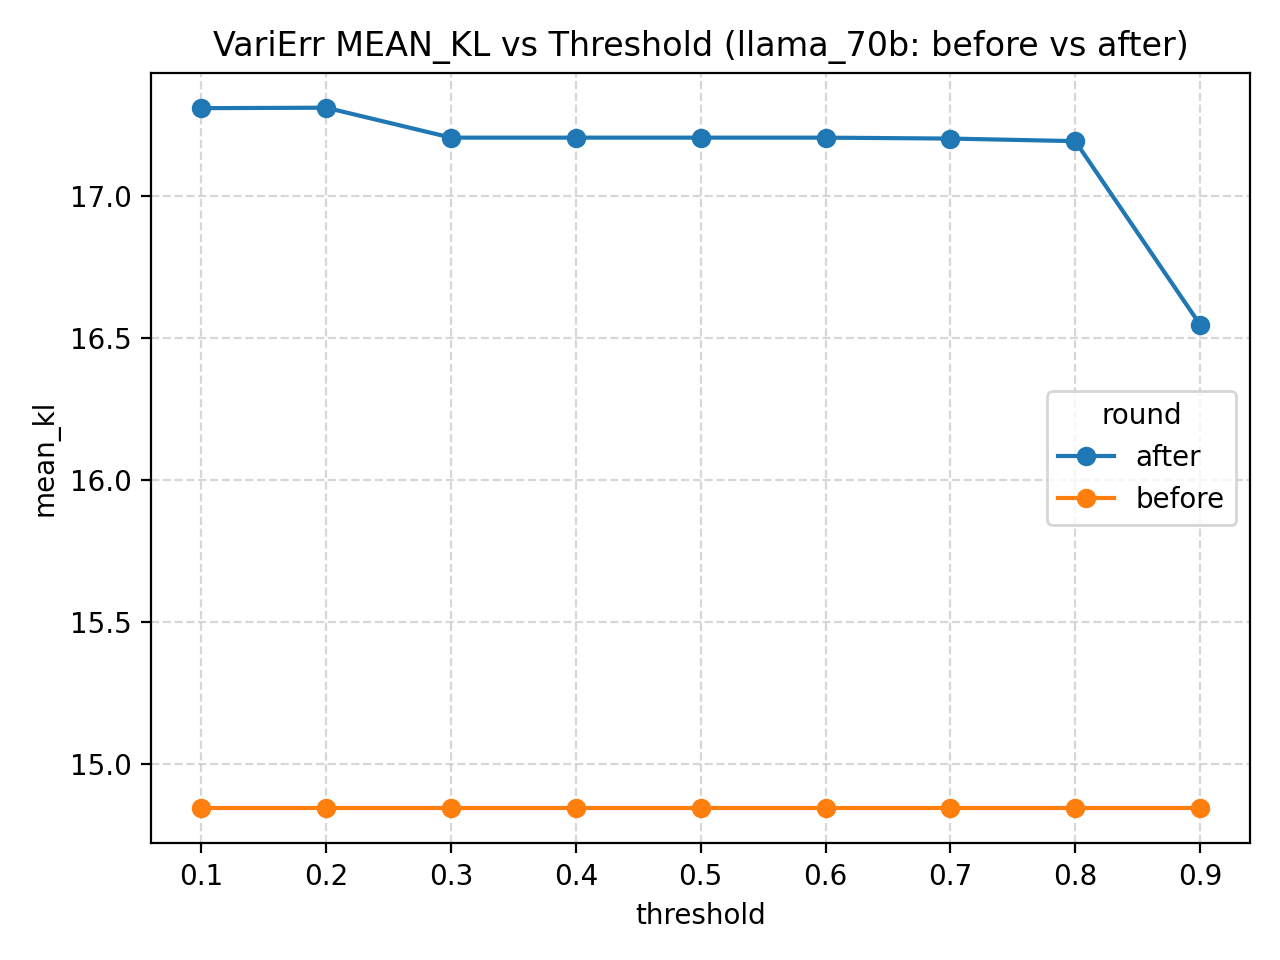 VariErr MEAN_KL vs Threshold (llama_70b: before vs after)
mean_kl
17.0
16.5
16.0
15.5
15.0
round
after
before
0.1 0.2 0.3 0.4 0.5 0.6 0.7 0.8 0.9
threshold